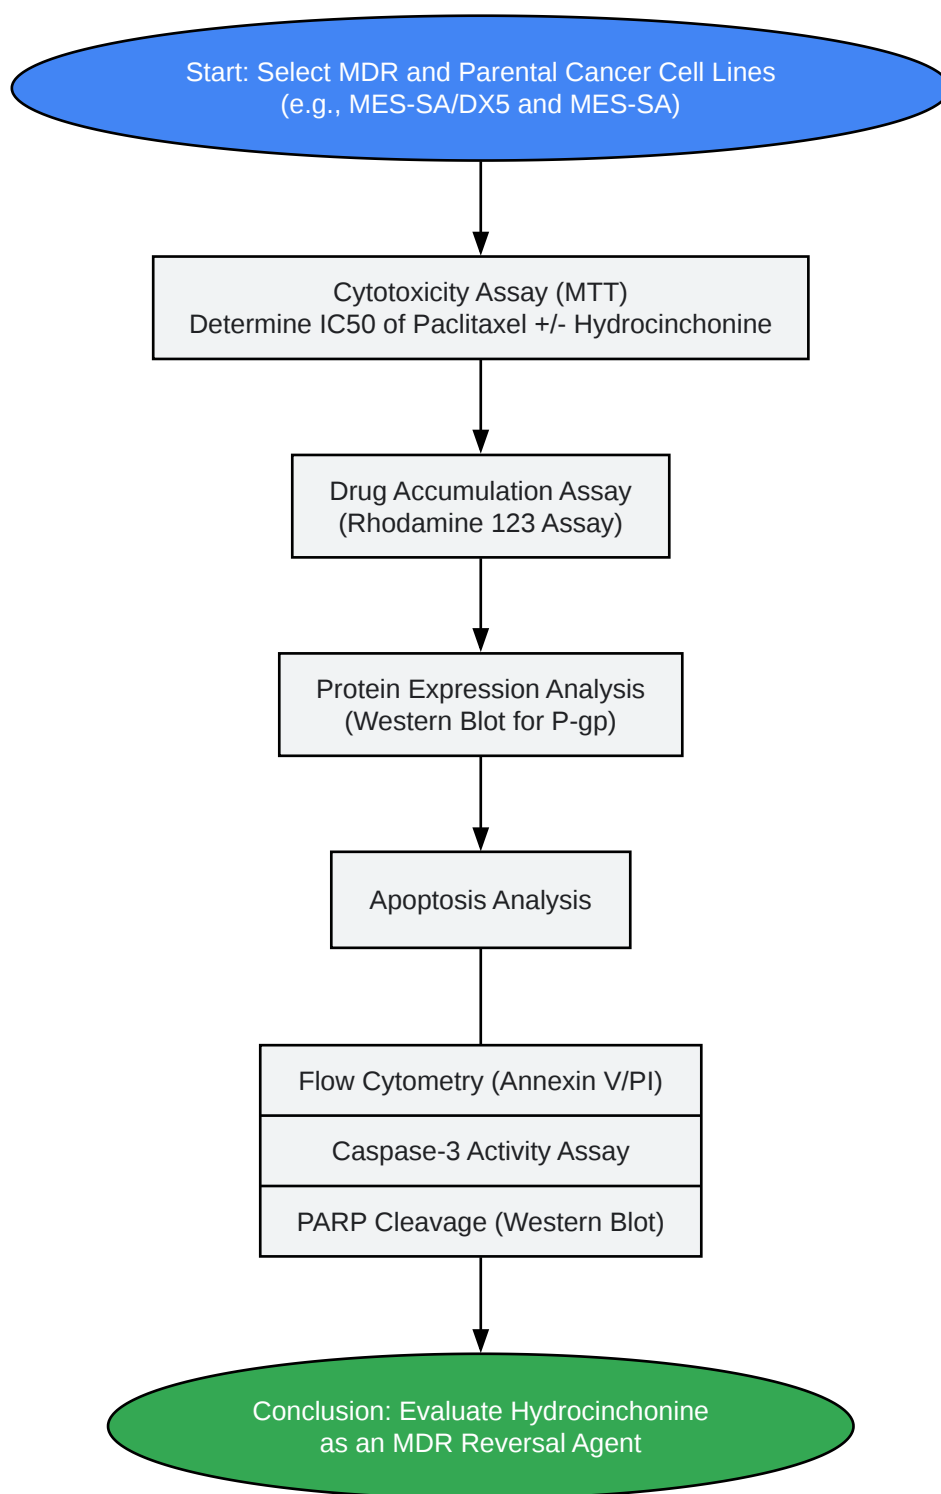 Start: Select MDR and Parental Cancer Cell Lines
(e.g., MES-SA/DX5 and MES-SA)
Cytotoxicity Assay (MTT)
Determine IC50 of Paclitaxel +/- Hydrocinchonine
Drug Accumulation Assay
(Rhodamine 123 Assay)
Protein Expression Analysis
(Western Blot for P-gp)
Apoptosis Analysis
Flow Cytometry (Annexin V/PI)
Caspase-3 Activity Assay
PARP Cleavage (Western Blot)
Conclusion: Evaluate Hydrocinchonine
as an MDR Reversal Agent